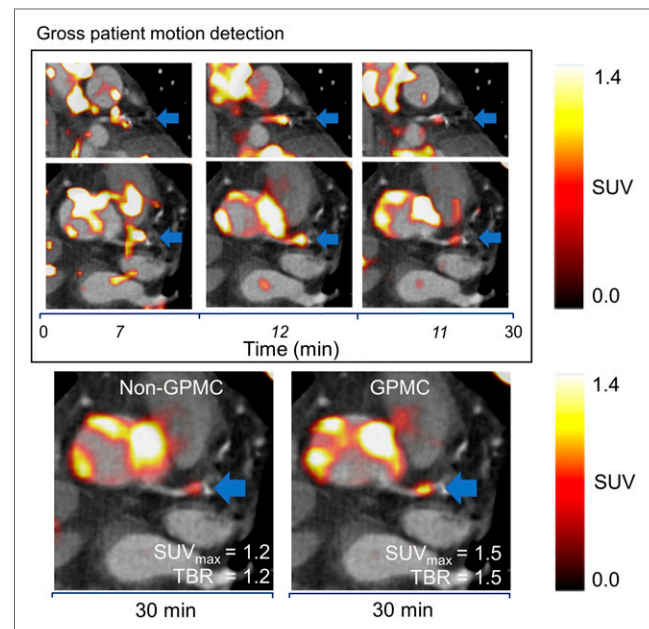 Gross patient motion detection
1.4
SUV
0.0
0 7 12 11 30
Time (min)
Non-GPMC
GPMC
SUVmax = 1.2
TBR = 1.2
SUVmax = 1.5
TBR = 1.5
1.4
SUV
0.0
30 min
30 min